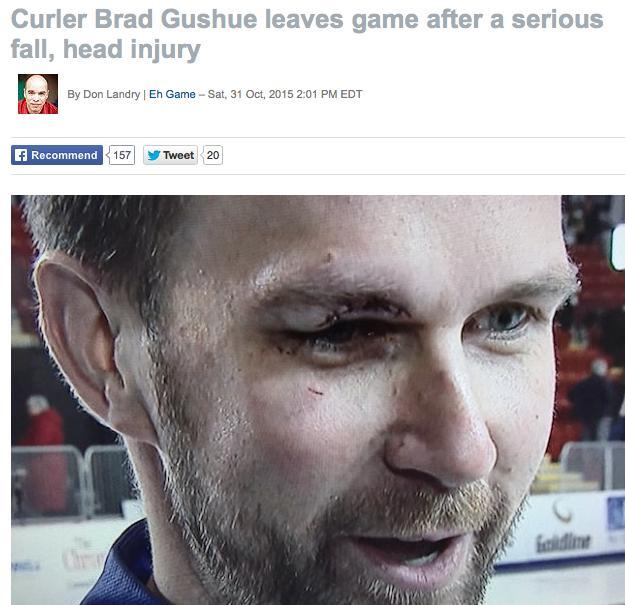 Curler Brad Gushue leaves game after a serious
fall, head injury
By Don Landry | Eh Game – Sat, 31 Oct, 2015 2:01 PM EDT
Recommend 157 Tweet 20
Goldline